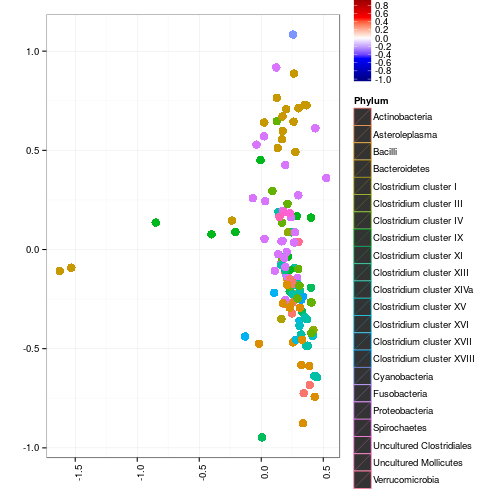 0.8
0.6
0.4
0.2
0.0
-0.2
-0.4
-0.6
-0.8
-1.0
Phylum
Actinobacteria
Asteroleplasma
Bacilli
Bacteroidetes
Clostridium cluster I
Clostridium cluster III
Clostridium cluster IV
Clostridium cluster IX
Clostridium cluster XI
Clostridium cluster XIII
Clostridium cluster XIVa
Clostridium cluster XV
Clostridium cluster XVI
Clostridium cluster XVII
Clostridium cluster XVIII
Cyanobacteria
Fusobacteria
Proteobacteria
Spirochaetes
Uncultured Clostridiales
Uncultured Mollicutes
Verrucomicrobia
1.0
0.5
0.0
-0.5
-1.0
-1.5
-1.0
-0.5
0.0
0.5